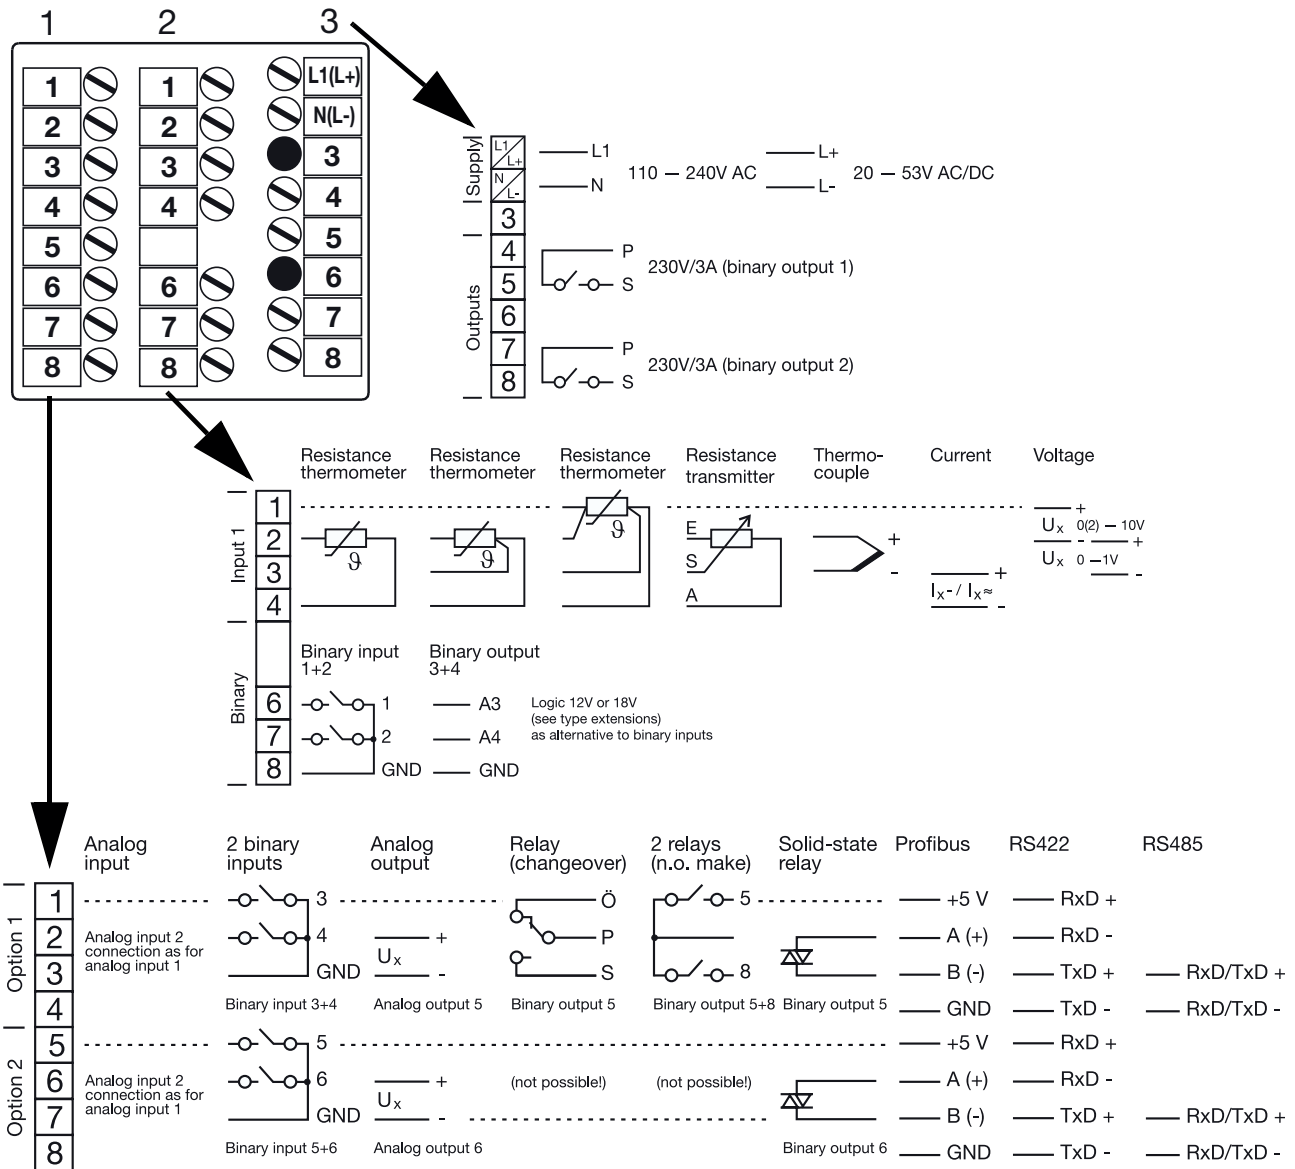 1 2 3
1 1 L1(L+)
2 2 N(L-)
3 3 3
4 4 4
5 5
6 6 6
7 7 7
8 8 8
Supply
L1 L+
N L-
3
L1
N
110 – 240V AC
L+
L-
20 – 53V AC/DC
Outputs
4
5
6
7
8
P
S
230V/3A (binary output 1)
P
S
230V/3A (binary output 2)
Resistance
thermometer
Resistance
thermometer
Resistance
thermometer
Resistance
transmitter
Thermo-
couple
Current
Voltage
Input 1
1
2
3
4
ϑ
ϑ
ϑ
E
S
A
+
-
+
Ix- / Ix≈
-
+
Ux 0(2) – 10V
- +
Ux 0 – 1V
-
Binary
6
7
8
Binary input
1+2
1
2
GND
Binary output
3+4
A3
A4
GND
Logic 12V or 18V
(see type extensions)
as alternative to binary inputs
Analog
input
2 binary
inputs
Analog
output
Relay
(changeover)
2 relays
(n.o. make)
Solid-state
relay
Profibus
RS422
RS485
Option 1
1
2
3
4
Analog input 2
connection as for
analog input 1
3
4
GND
Binary input 3+4
+
Ux
-
Analog output 5
Ö
P
S
Binary output 5
5
8
Binary output 5+8
Binary output 5
+5 V
A (+)
B (-)
GND
RxD +
RxD -
TxD +
TxD -
RxD/TxD +
RxD/TxD -
Option 2
5
6
7
8
Analog input 2
connection as for
analog input 1
5
6
GND
Binary input 5+6
+
Ux
-
Analog output 6
(not possible!)
(not possible!)
Binary output 6
+5 V
A (+)
B (-)
GND
RxD +
RxD -
TxD +
TxD -
RxD/TxD +
RxD/TxD -